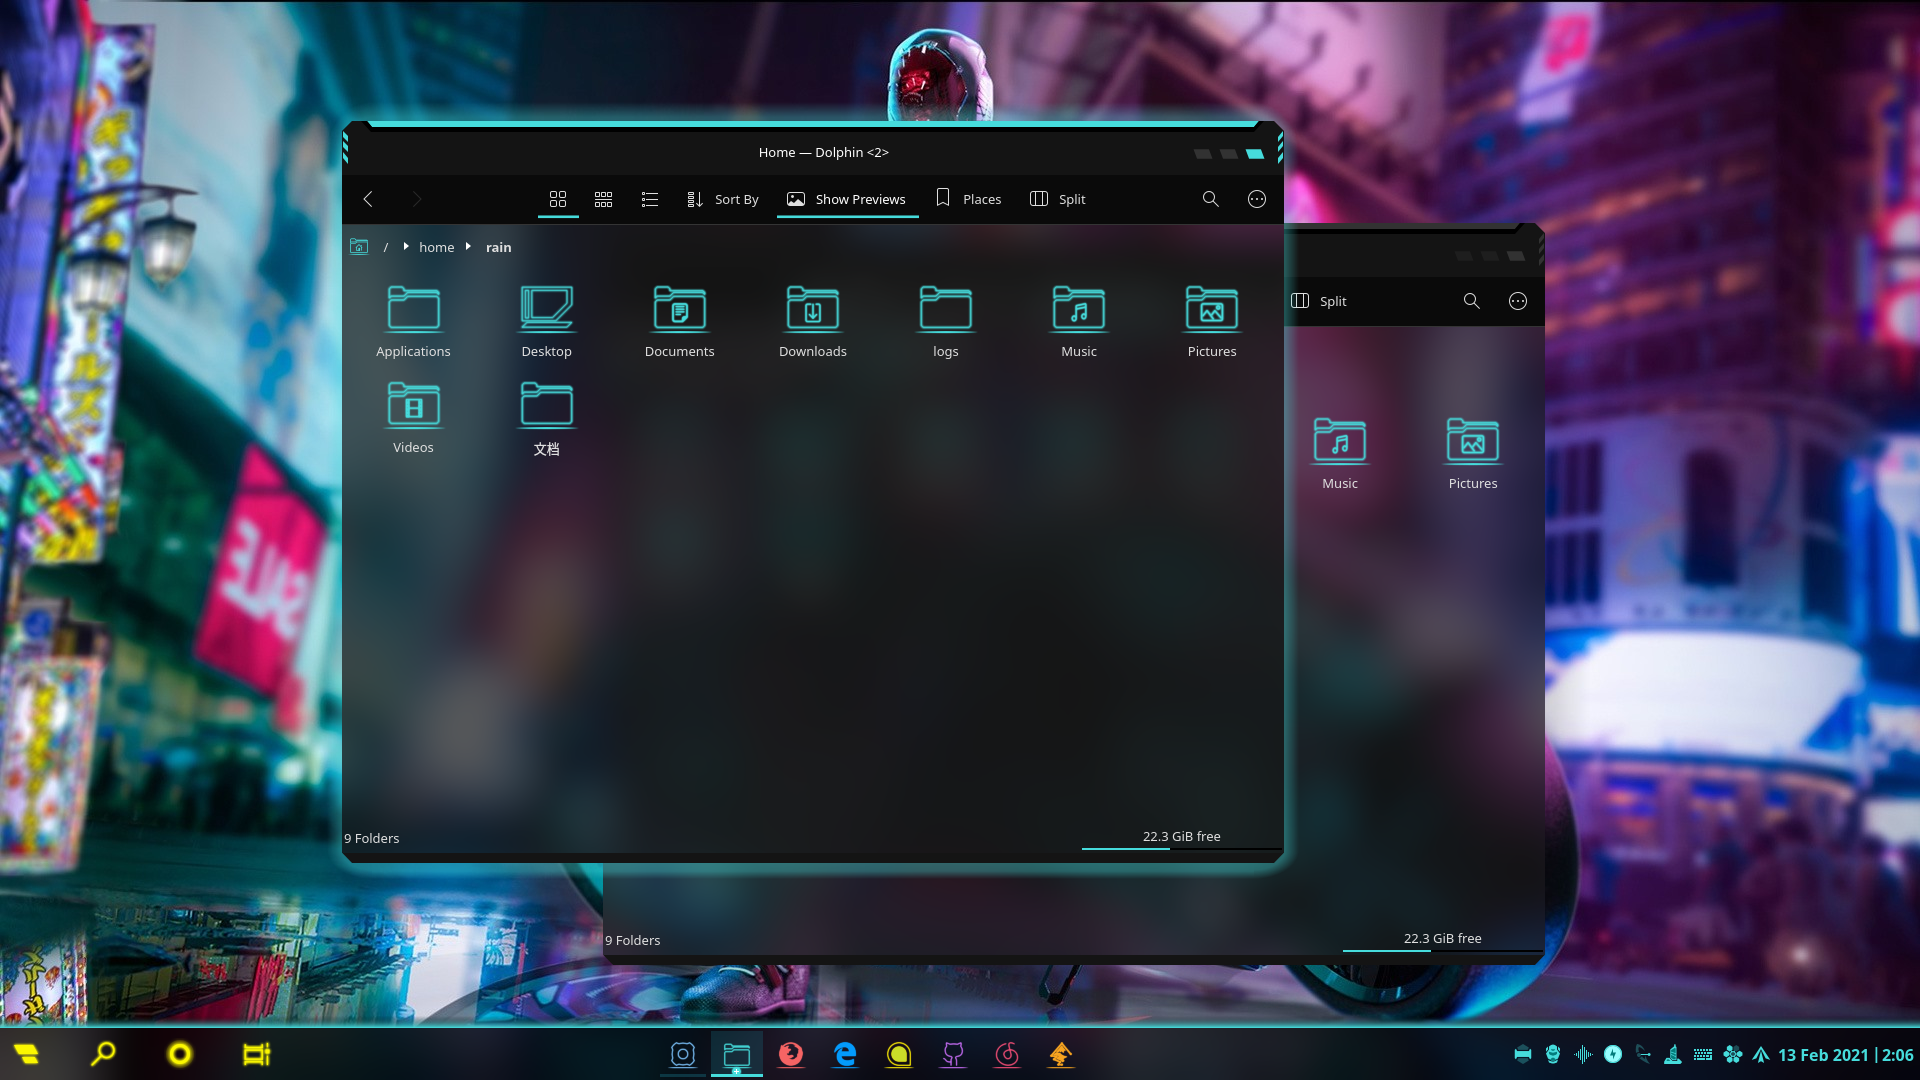 Home — Dolphin <2>
Sort By
Show Previews
Places
Split
/ home rain
Applications
Desktop
Documents
Downloads
logs
Music
Pictures
Videos
文档
9 Folders
22.3 GiB free
Split
Music
Pictures
9 Folders
22.3 GiB free
SALE
13 Feb 2021 | 2:06